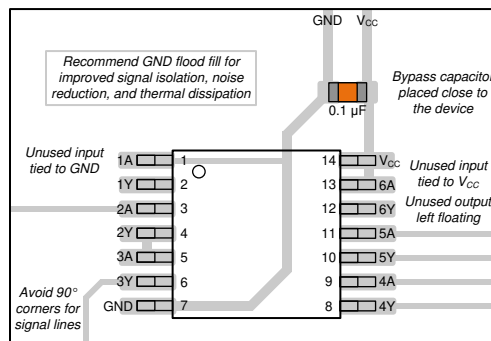 GND VCC
Recommend GND flood fill for
improved signal isolation, noise
reduction, and thermal dissipation
Bypass capacitor
placed close to
the device
0.1 µF
Unused input
tied to GND
1A 1 14 VCC
1Y 2 13 6A
2A 3 12 6Y
2Y 4 11 5A
3A 5 10 5Y
3Y 6 9 4A
GND 7 8 4Y
Unused input
tied to VCC
Unused output
left floating
Avoid 90°
corners for
signal lines